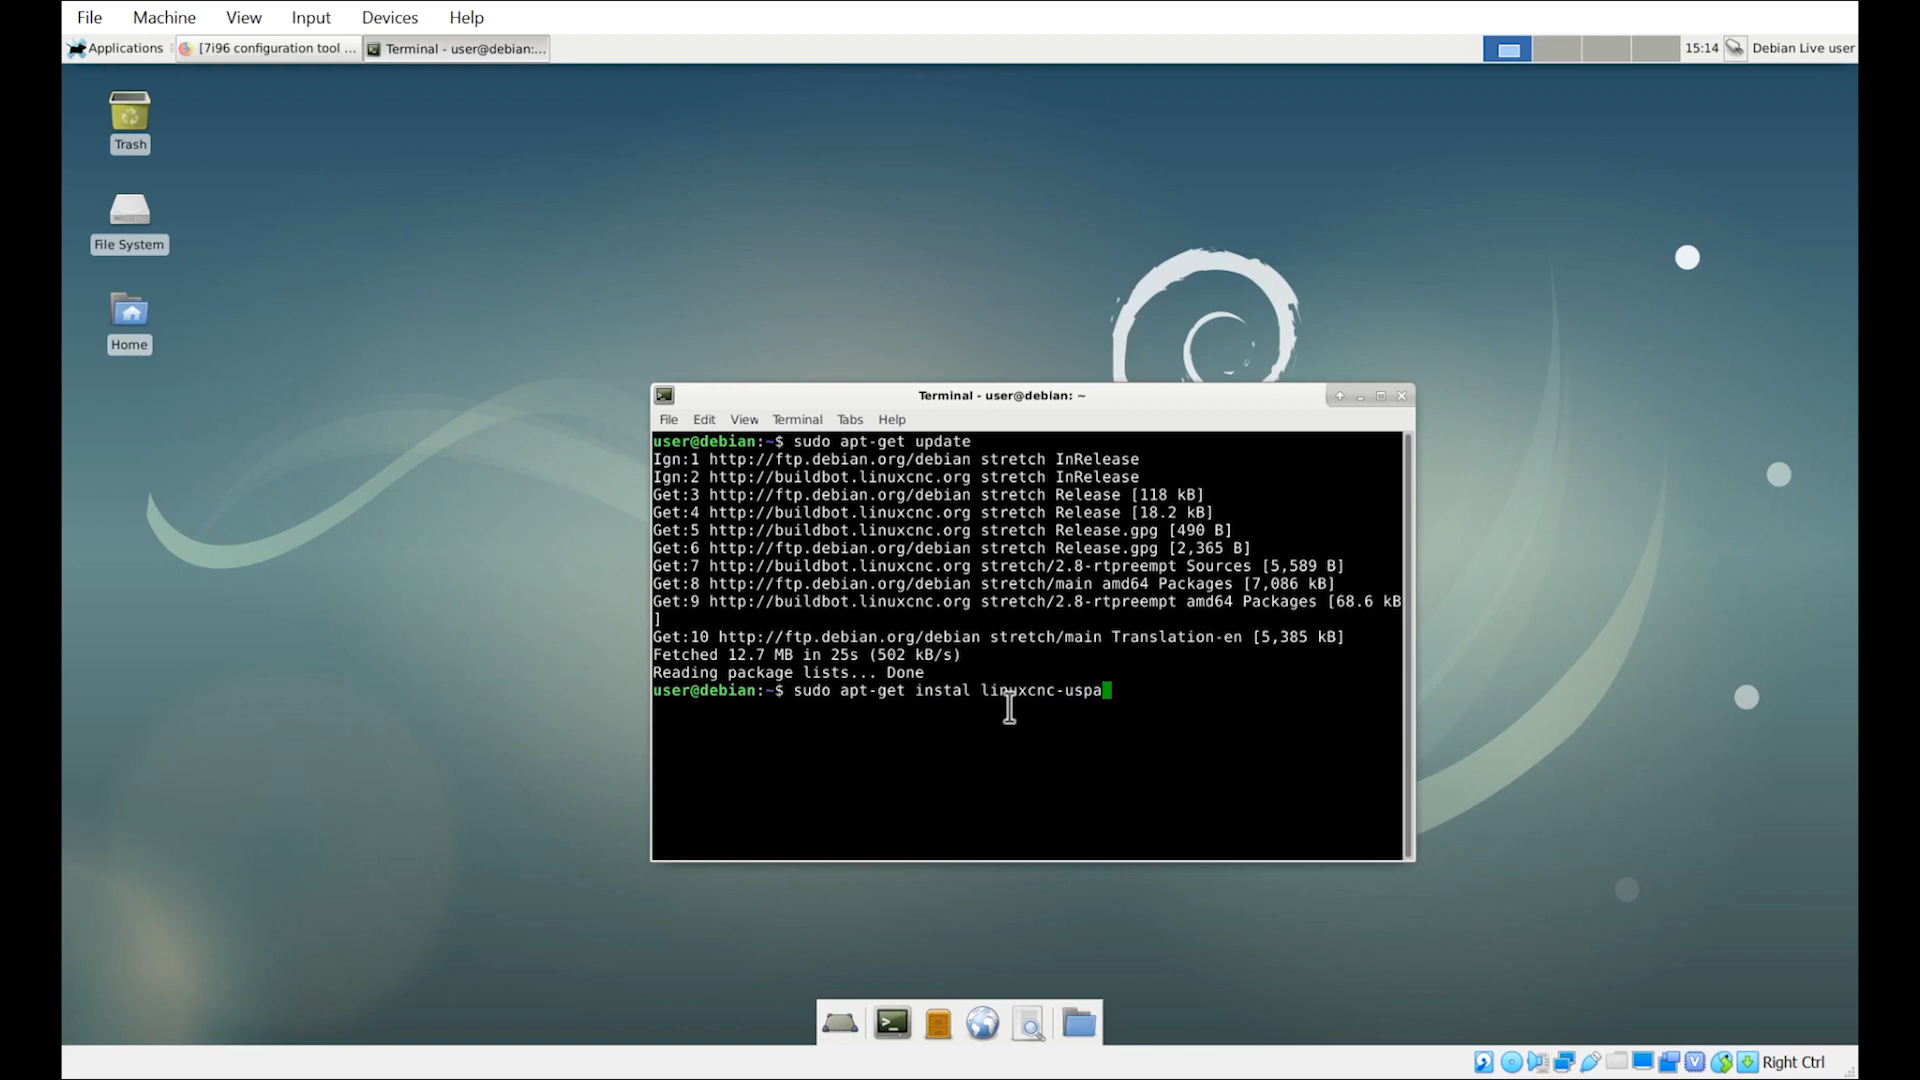 File Machine View Input Devices Help
Applications [7i96 configuration tool ... Terminal - user@debian:... 15:14 Debian Live user
Trash
File System
Home
Terminal - user@debian: ~
File Edit View Terminal Tabs Help
user@debian:~$ sudo apt-get update
Ign:1 http://ftp.debian.org/debian stretch InRelease
Ign:2 http://buildbot.linuxcnc.org stretch InRelease
Get:3 http://ftp.debian.org/debian stretch Release [118 kB]
Get:4 http://buildbot.linuxcnc.org stretch Release [18.2 kB]
Get:5 http://buildbot.linuxcnc.org stretch Release.gpg [490 B]
Get:6 http://ftp.debian.org/debian stretch Release.gpg [2,365 B]
Get:7 http://buildbot.linuxcnc.org stretch/2.8-rtpreempt Sources [5,589 B]
Get:8 http://ftp.debian.org/debian stretch/main amd64 Packages [7,086 kB]
Get:9 http://buildbot.linuxcnc.org stretch/2.8-rtpreempt amd64 Packages [68.6 kB
]
Get:10 http://ftp.debian.org/debian stretch/main Translation-en [5,385 kB]
Fetched 12.7 MB in 25s (502 kB/s)
Reading package lists... Done
user@debian:~$ sudo apt-get instal linuxcnc-uspa
Right Ctrl